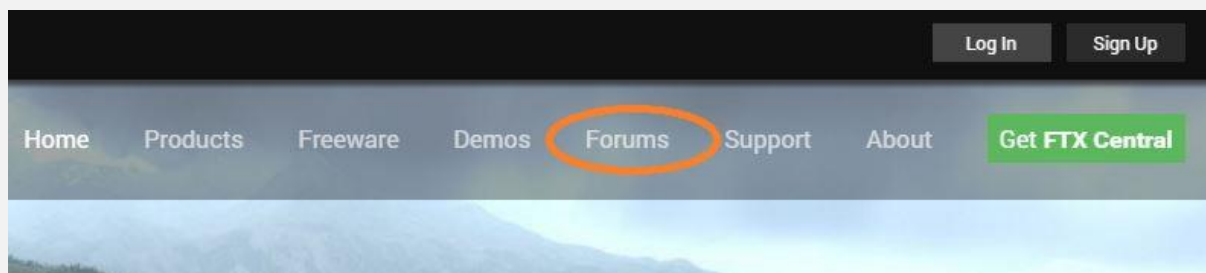 Log In Sign Up
Home Products Freeware Demos Forums Support About Get FTX Central